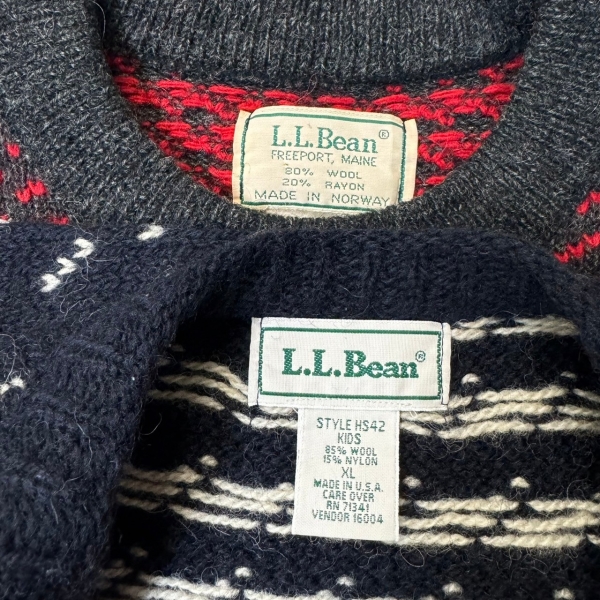 L.L.Bean®
FREEPORT, MAINE
80% WOOL
20% RAYON
MADE IN NORWAY
L.L.Bean®
STYLE HS42
KIDS
85% WOOL
15% NYLON
XL
MADE IN U.S.A.
CARE OVER
RN 71341
VENDOR 16004